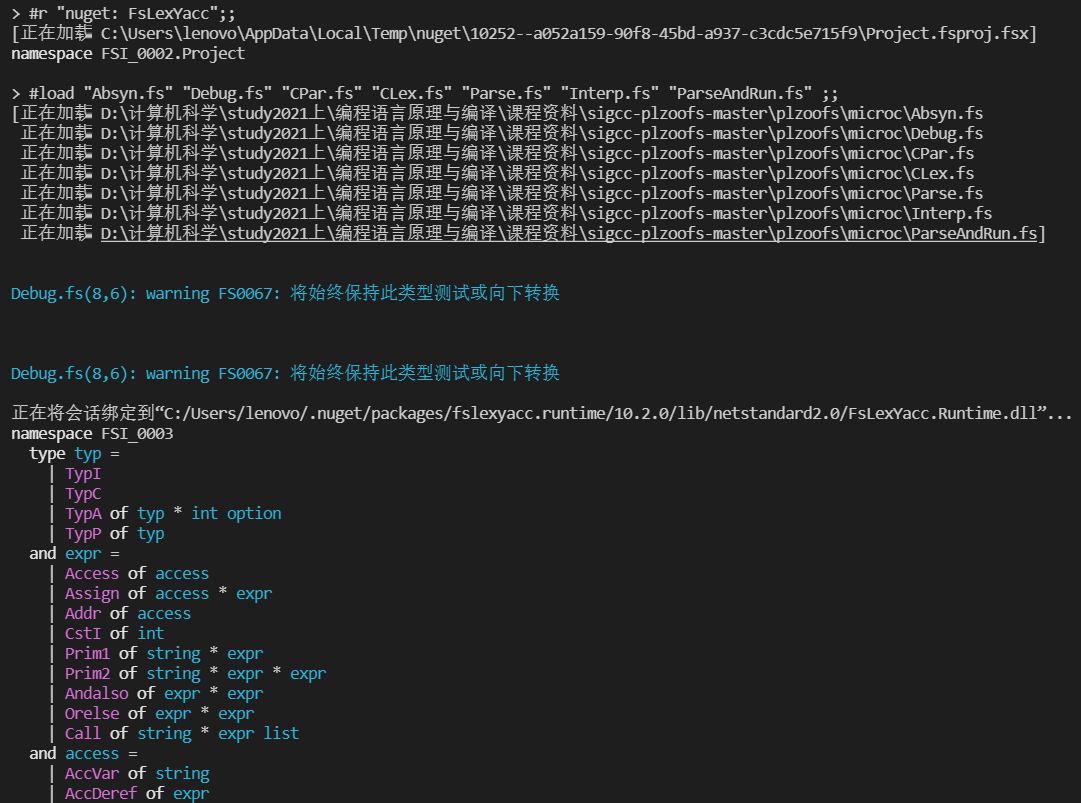 > #r "nuget: FsLexYacc";;
[正在加载 C:\Users\lenovo\AppData\Local\Temp\nuget\10252--a052a159-90f8-45bd-a937-c3cdc5e715f9\Project.fsproj.fsx]
namespace FSI_0002.Project
> #load "Absyn.fs" "Debug.fs" "CPar.fs" "CLex.fs" "Parse.fs" "Interp.fs" "ParseAndRun.fs" ;;
[正在加载 D:\计算机科学\study2021上\编程语言原理与编译\课程资料\sigcc-plzoofs-master\plzoofs\microc\Absyn.fs
正在加载 D:\计算机科学\study2021上\编程语言原理与编译\课程资料\sigcc-plzoofs-master\plzoofs\microc\Debug.fs
正在加载 D:\计算机科学\study2021上\编程语言原理与编译\课程资料\sigcc-plzoofs-master\plzoofs\microc\CPar.fs
正在加载 D:\计算机科学\study2021上\编程语言原理与编译\课程资料\sigcc-plzoofs-master\plzoofs\microc\CLex.fs
正在加载 D:\计算机科学\study2021上\编程语言原理与编译\课程资料\sigcc-plzoofs-master\plzoofs\microc\Parse.fs
正在加载 D:\计算机科学\study2021上\编程语言原理与编译\课程资料\sigcc-plzoofs-master\plzoofs\microc\Interp.fs
正在加载 D:\计算机科学\study2021上\编程语言原理与编译\课程资料\sigcc-plzoofs-master\plzoofs\microc\ParseAndRun.fs]
Debug.fs(8,6): warning FS0067: 将始终保持此类型测试或向下转换
Debug.fs(8,6): warning FS0067: 将始终保持此类型测试或向下转换
正在将会话绑定到“C:/Users/lenovo/.nuget/packages/fslexyacc.runtime/10.2.0/lib/netstandard2.0/FsLexYacc.Runtime.dll”...
namespace FSI_0003
type typ =
| TypI
| TypC
| TypA of typ * int option
| TypP of typ
and expr =
| Access of access
| Assign of access * expr
| Addr of access
| CstI of int
| Prim1 of string * expr
| Prim2 of string * expr * expr
| Andalso of expr * expr
| Orelse of expr * expr
| Call of string * expr list
and access =
| AccVar of string
| AccDeref of expr